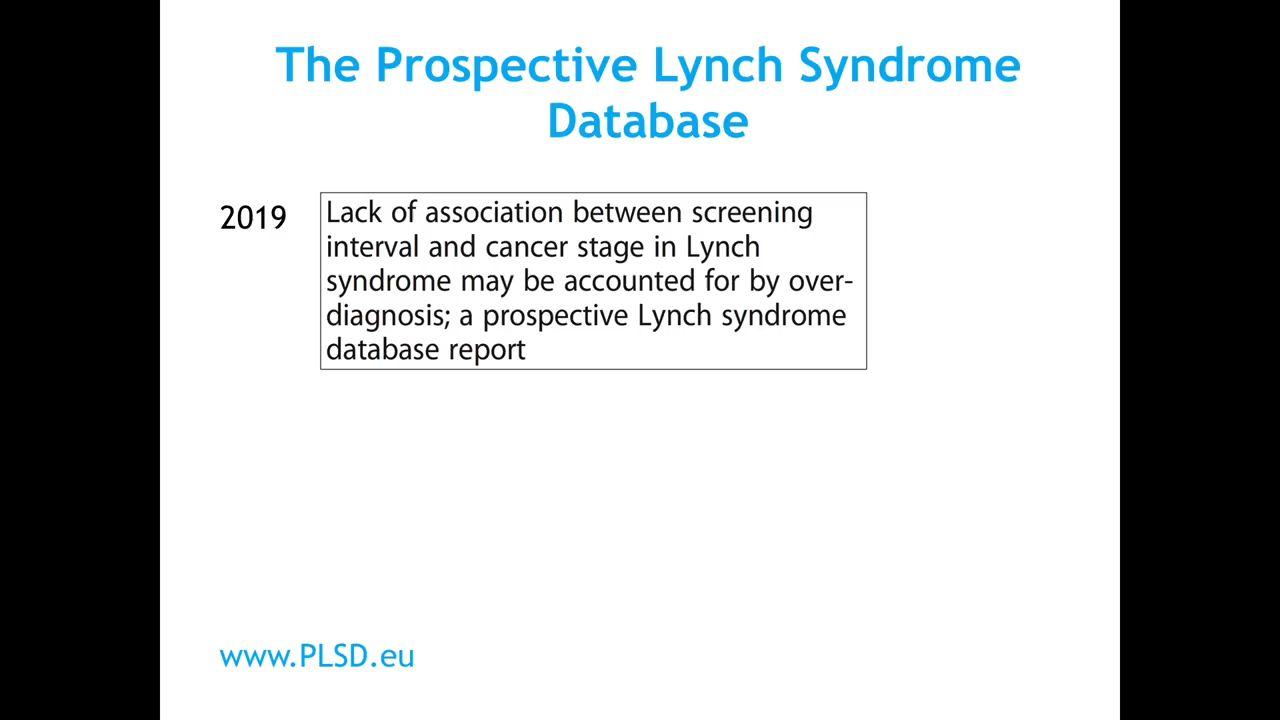 The Prospective Lynch Syndrome
Database
2019
Lack of association between screening
interval and cancer stage in Lynch
syndrome may be accounted for by over-
diagnosis; a prospective Lynch syndrome
database report
www.PLSD.eu